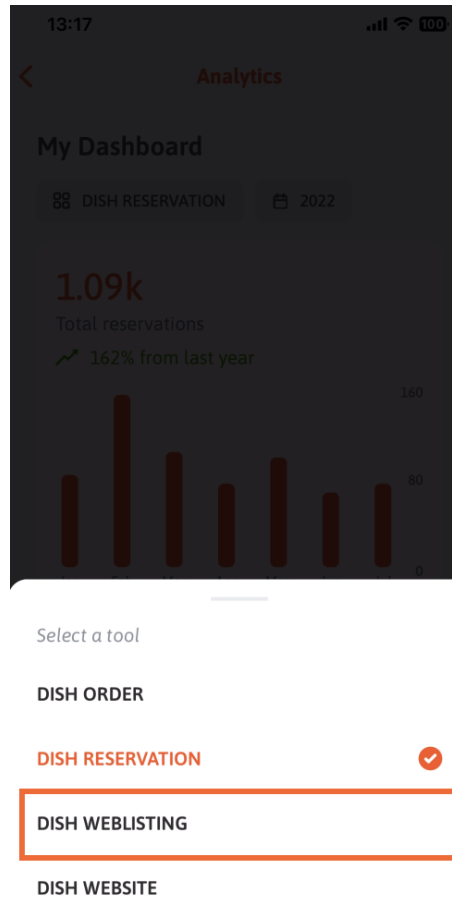 13:17
100
Analytics
My Dashboard
DISH RESERVATION
2022
1.09k
Total reservations
162% from last year
160
80
0
Select a tool
DISH ORDER
DISH RESERVATION
DISH WEBLISTING
DISH WEBSITE